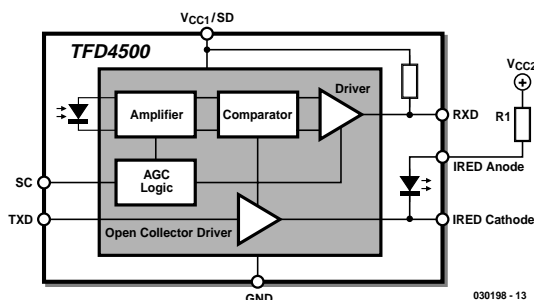 VCC1/SD
TFD4500
VCC2
Driver
Amplifier
Comparator
R1
RXD
IRED Anode
SC
AGC
Logic
TXD
Open Collector Driver
IRED Cathode
GND
030198 - 13